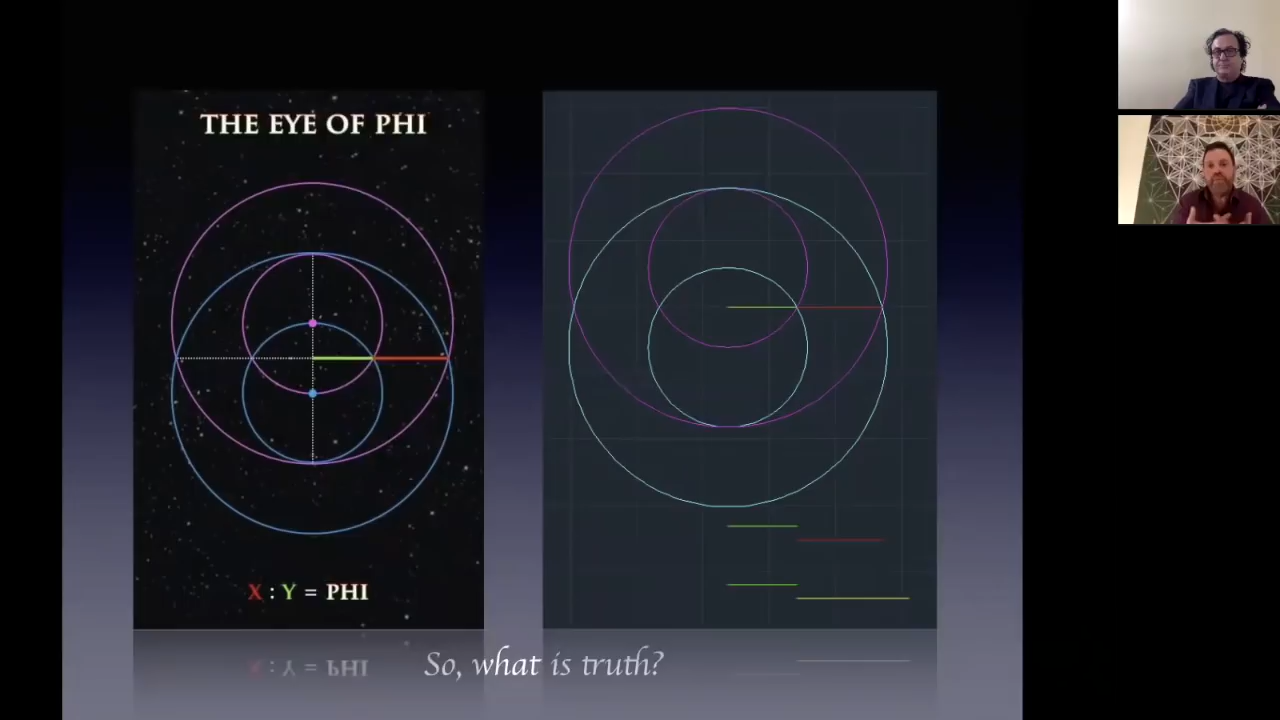 THE EYE OF PHI
X : Y = PHI
So, what is truth?